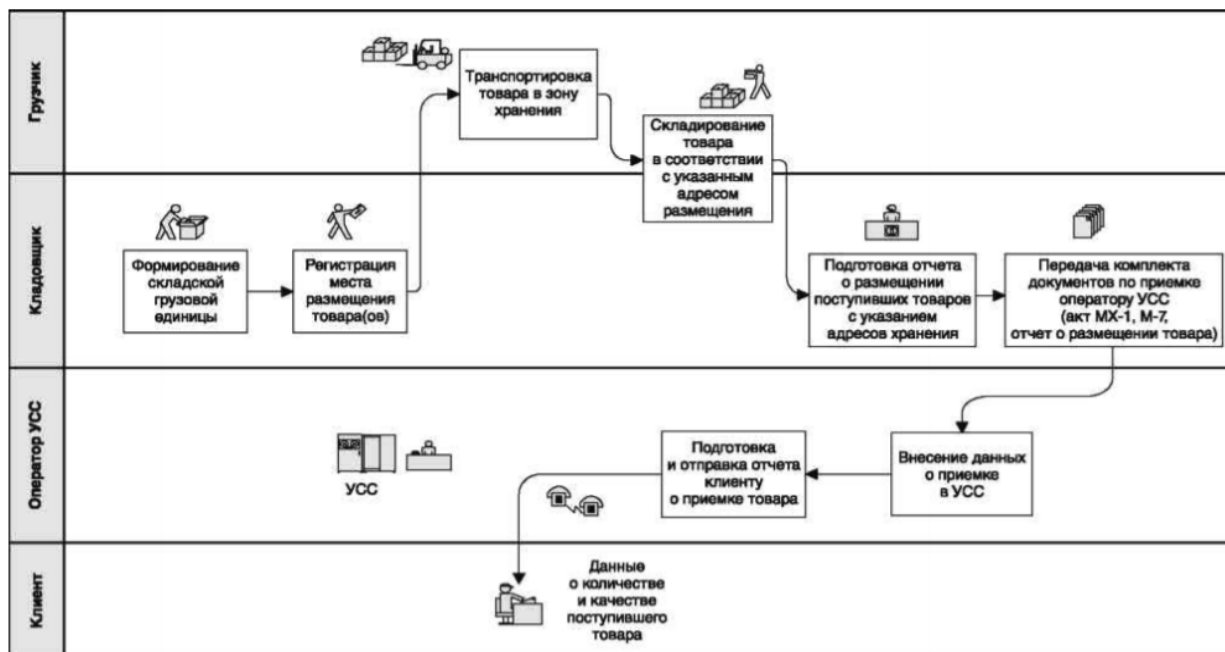 Грузчик
Транспортировка
товара в зону
хранения
Складирование
товара
в соответствии
с указанным
адресом
размещения
Кладовщик
Формирование
складской
грузовой
единицы
Регистрация
места
размещения
товара(ов)
Подготовка отчета
о размещении
поступивших товаров
с указанием
адресов хранения
Передача комплекта
документов по приемке
оператору УСС
(акт МХ-1, М-7,
отчет о размещении товара)
Оператор УСС
УСС
Подготовка
и отправка отчета
клиенту
о приемке товара
Внесение данных
о приемке
в УСС
Клиент
Данные
о количестве
и качестве
поступившего
товара